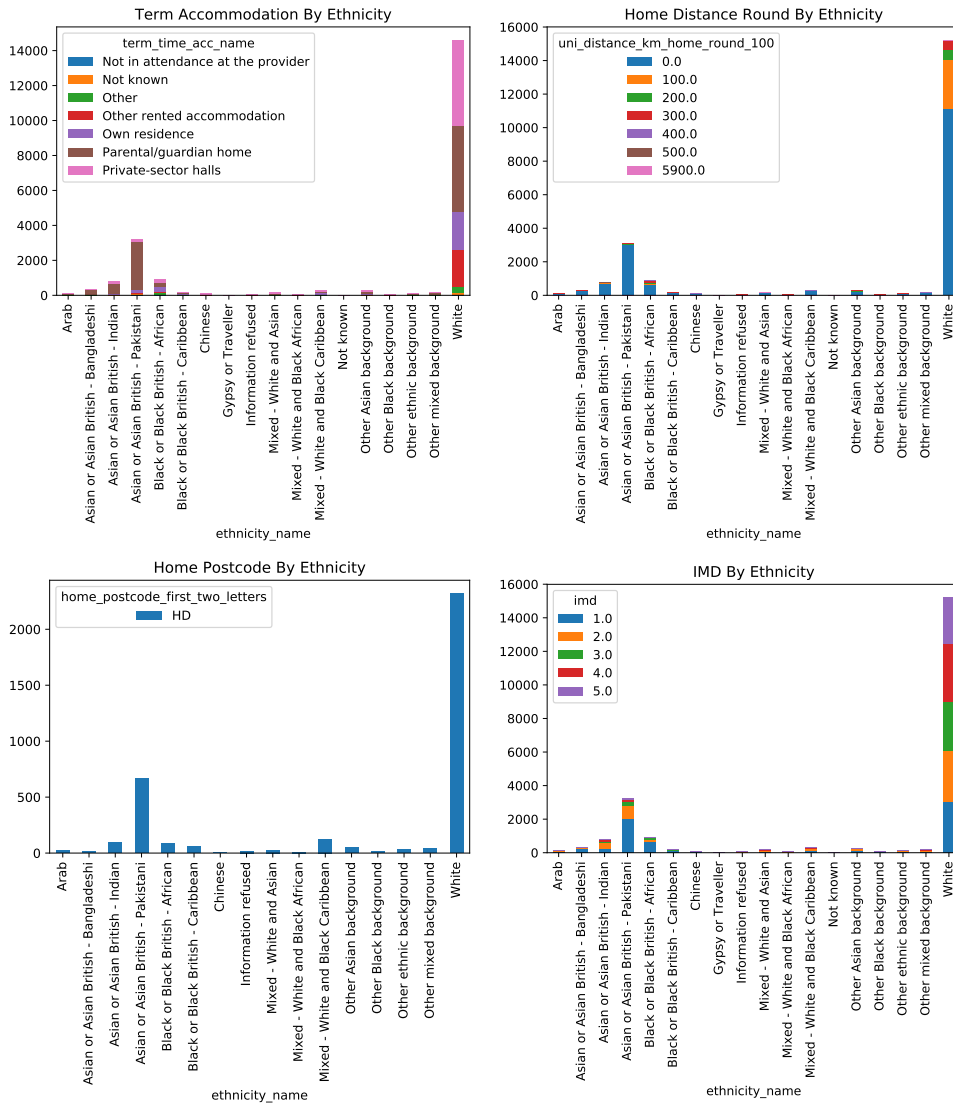 Term Accommodation By Ethnicity
term_time_acc_name
Not in attendance at the provider
Not known
Other
Other rented accommodation
Own residence
Parental/guardian home
Private-sector halls
14000
12000
10000
8000
6000
4000
2000
0
Arab
Asian or Asian British - Bangladeshi
Asian or Asian British - Indian
Asian or Asian British - Pakistani
Black or Black British - African
Black or Black British - Caribbean
Chinese
Gypsy or Traveller
Information refused
Mixed - White and Asian
Mixed - White and Black African
Mixed - White and Black Caribbean
Not known
Other Asian background
Other Black background
Other ethnic background
Other mixed background
White
ethnicity_name
Home Distance Round By Ethnicity
uni_distance_km_home_round_100
0.0
100.0
200.0
300.0
400.0
500.0
5900.0
16000
14000
12000
10000
8000
6000
4000
2000
0
Arab
Asian or Asian British - Bangladeshi
Asian or Asian British - Indian
Asian or Asian British - Pakistani
Black or Black British - African
Black or Black British - Caribbean
Chinese
Gypsy or Traveller
Information refused
Mixed - White and Asian
Mixed - White and Black African
Mixed - White and Black Caribbean
Not known
Other Asian background
Other Black background
Other ethnic background
Other mixed background
White
ethnicity_name
Home Postcode By Ethnicity
home_postcode_first_two_letters
HD
2000
1500
1000
500
0
Arab
Asian or Asian British - Bangladeshi
Asian or Asian British - Indian
Asian or Asian British - Pakistani
Black or Black British - African
Black or Black British - Caribbean
Chinese
Information refused
Mixed - White and Asian
Mixed - White and Black African
Mixed - White and Black Caribbean
Other Asian background
Other Black background
Other ethnic background
Other mixed background
White
ethnicity_name
IMD By Ethnicity
imd
1.0
2.0
3.0
4.0
5.0
16000
14000
12000
10000
8000
6000
4000
2000
0
Arab
Asian or Asian British - Bangladeshi
Asian or Asian British - Indian
Asian or Asian British - Pakistani
Black or Black British - African
Black or Black British - Caribbean
Chinese
Gypsy or Traveller
Information refused
Mixed - White and Asian
Mixed - White and Black African
Mixed - White and Black Caribbean
Not known
Other Asian background
Other Black background
Other ethnic background
Other mixed background
White
ethnicity_name